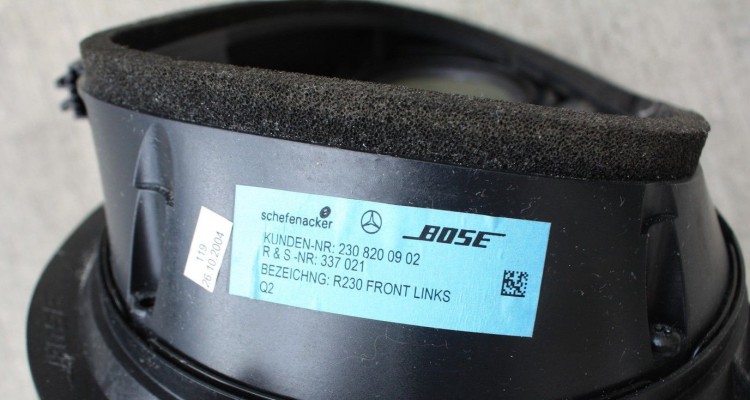 schefenacker
BOSE
KUNDEN-NR: 230 820 09 02
R & S -NR: 337 021
BEZEICHNG: R230 FRONT LINKS
Q2
119
26.10.2004